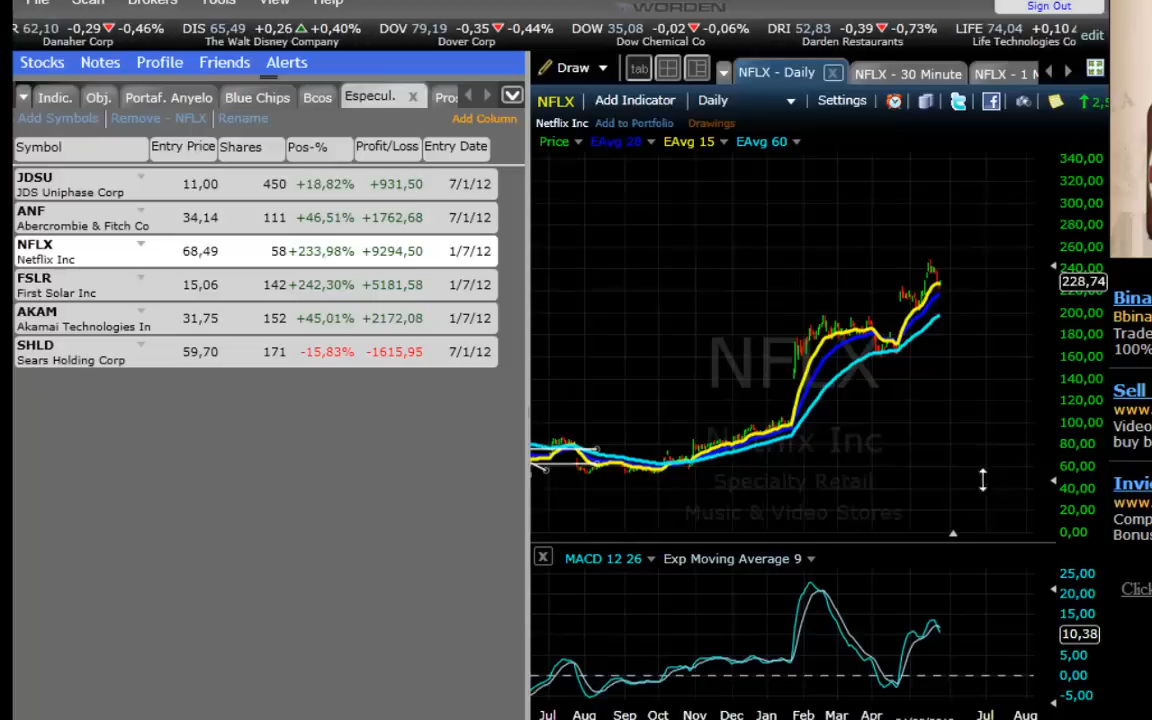 File Scan Brokers Tools View Help
WORDEN
Sign Out
R 62,10 -0,29 -0,46% DIS 65,49 +0,26 +0,40% DOV 79,19 -0,35 -0,44% DOW 35,08 -0,02 -0,06% DRI 52,83 -0,39 -0,73% LIFE 74,04 +0,10 edit
Danaher Corp The Walt Disney Company Dover Corp Dow Chemical Co Darden Restaurants Life Technologies Co
Stocks Notes Profile Friends Alerts
Draw tab NFLX - Daily X NFLX - 30 Minute NFLX - 1
Indic. Obj. Portaf. Anyelo Blue Chips Bcos Especul. X Pro
NFLX Add Indicator Daily Settings
Add Symbols Remove - NFLX Rename Add Column
Netflix Inc Add to Portfolio Drawings
Price EAvg 28 EAvg 15 EAvg 60
Symbol Entry Price Shares Pos-% Profit/Loss Entry Date
JDSU 11,00 450 +18,82% +931,50 7/1/12
JDS Uniphase Corp
ANF 34,14 111 +46,51% +1762,68 7/1/12
Abercrombie & Fitch Co
NFLX 68,49 58 +233,98% +9294,50 1/7/12
Netflix Inc
FSLR 15,06 142 +242,30% +5181,58 1/7/12
First Solar Inc
AKAM 31,75 152 +45,01% +2172,08 1/7/12
Akamai Technologies In
SHLD 59,70 171 -15,83% -1615,95 7/1/12
Sears Holding Corp
340,00
320,00
300,00
280,00
260,00
240,00
228,74
200,00
180,00
160,00
140,00
120,00
100,00
80,00
60,00
40,00
20,00
0,00
NFLX
Netflix Inc
Specialty Retail
Music & Video Stores
X MACD 12 26 Exp Moving Average 9
25,00
20,00
15,00
10,38
5,00
0,00
-5,00
Jul Aug Sep Oct Nov Dec Jan Feb Mar Apr Jul Aug
Bina
Bbina
Trade
100%
Sell
www.
Video
buy b
Invi
www.
Comp
Bonus
Click